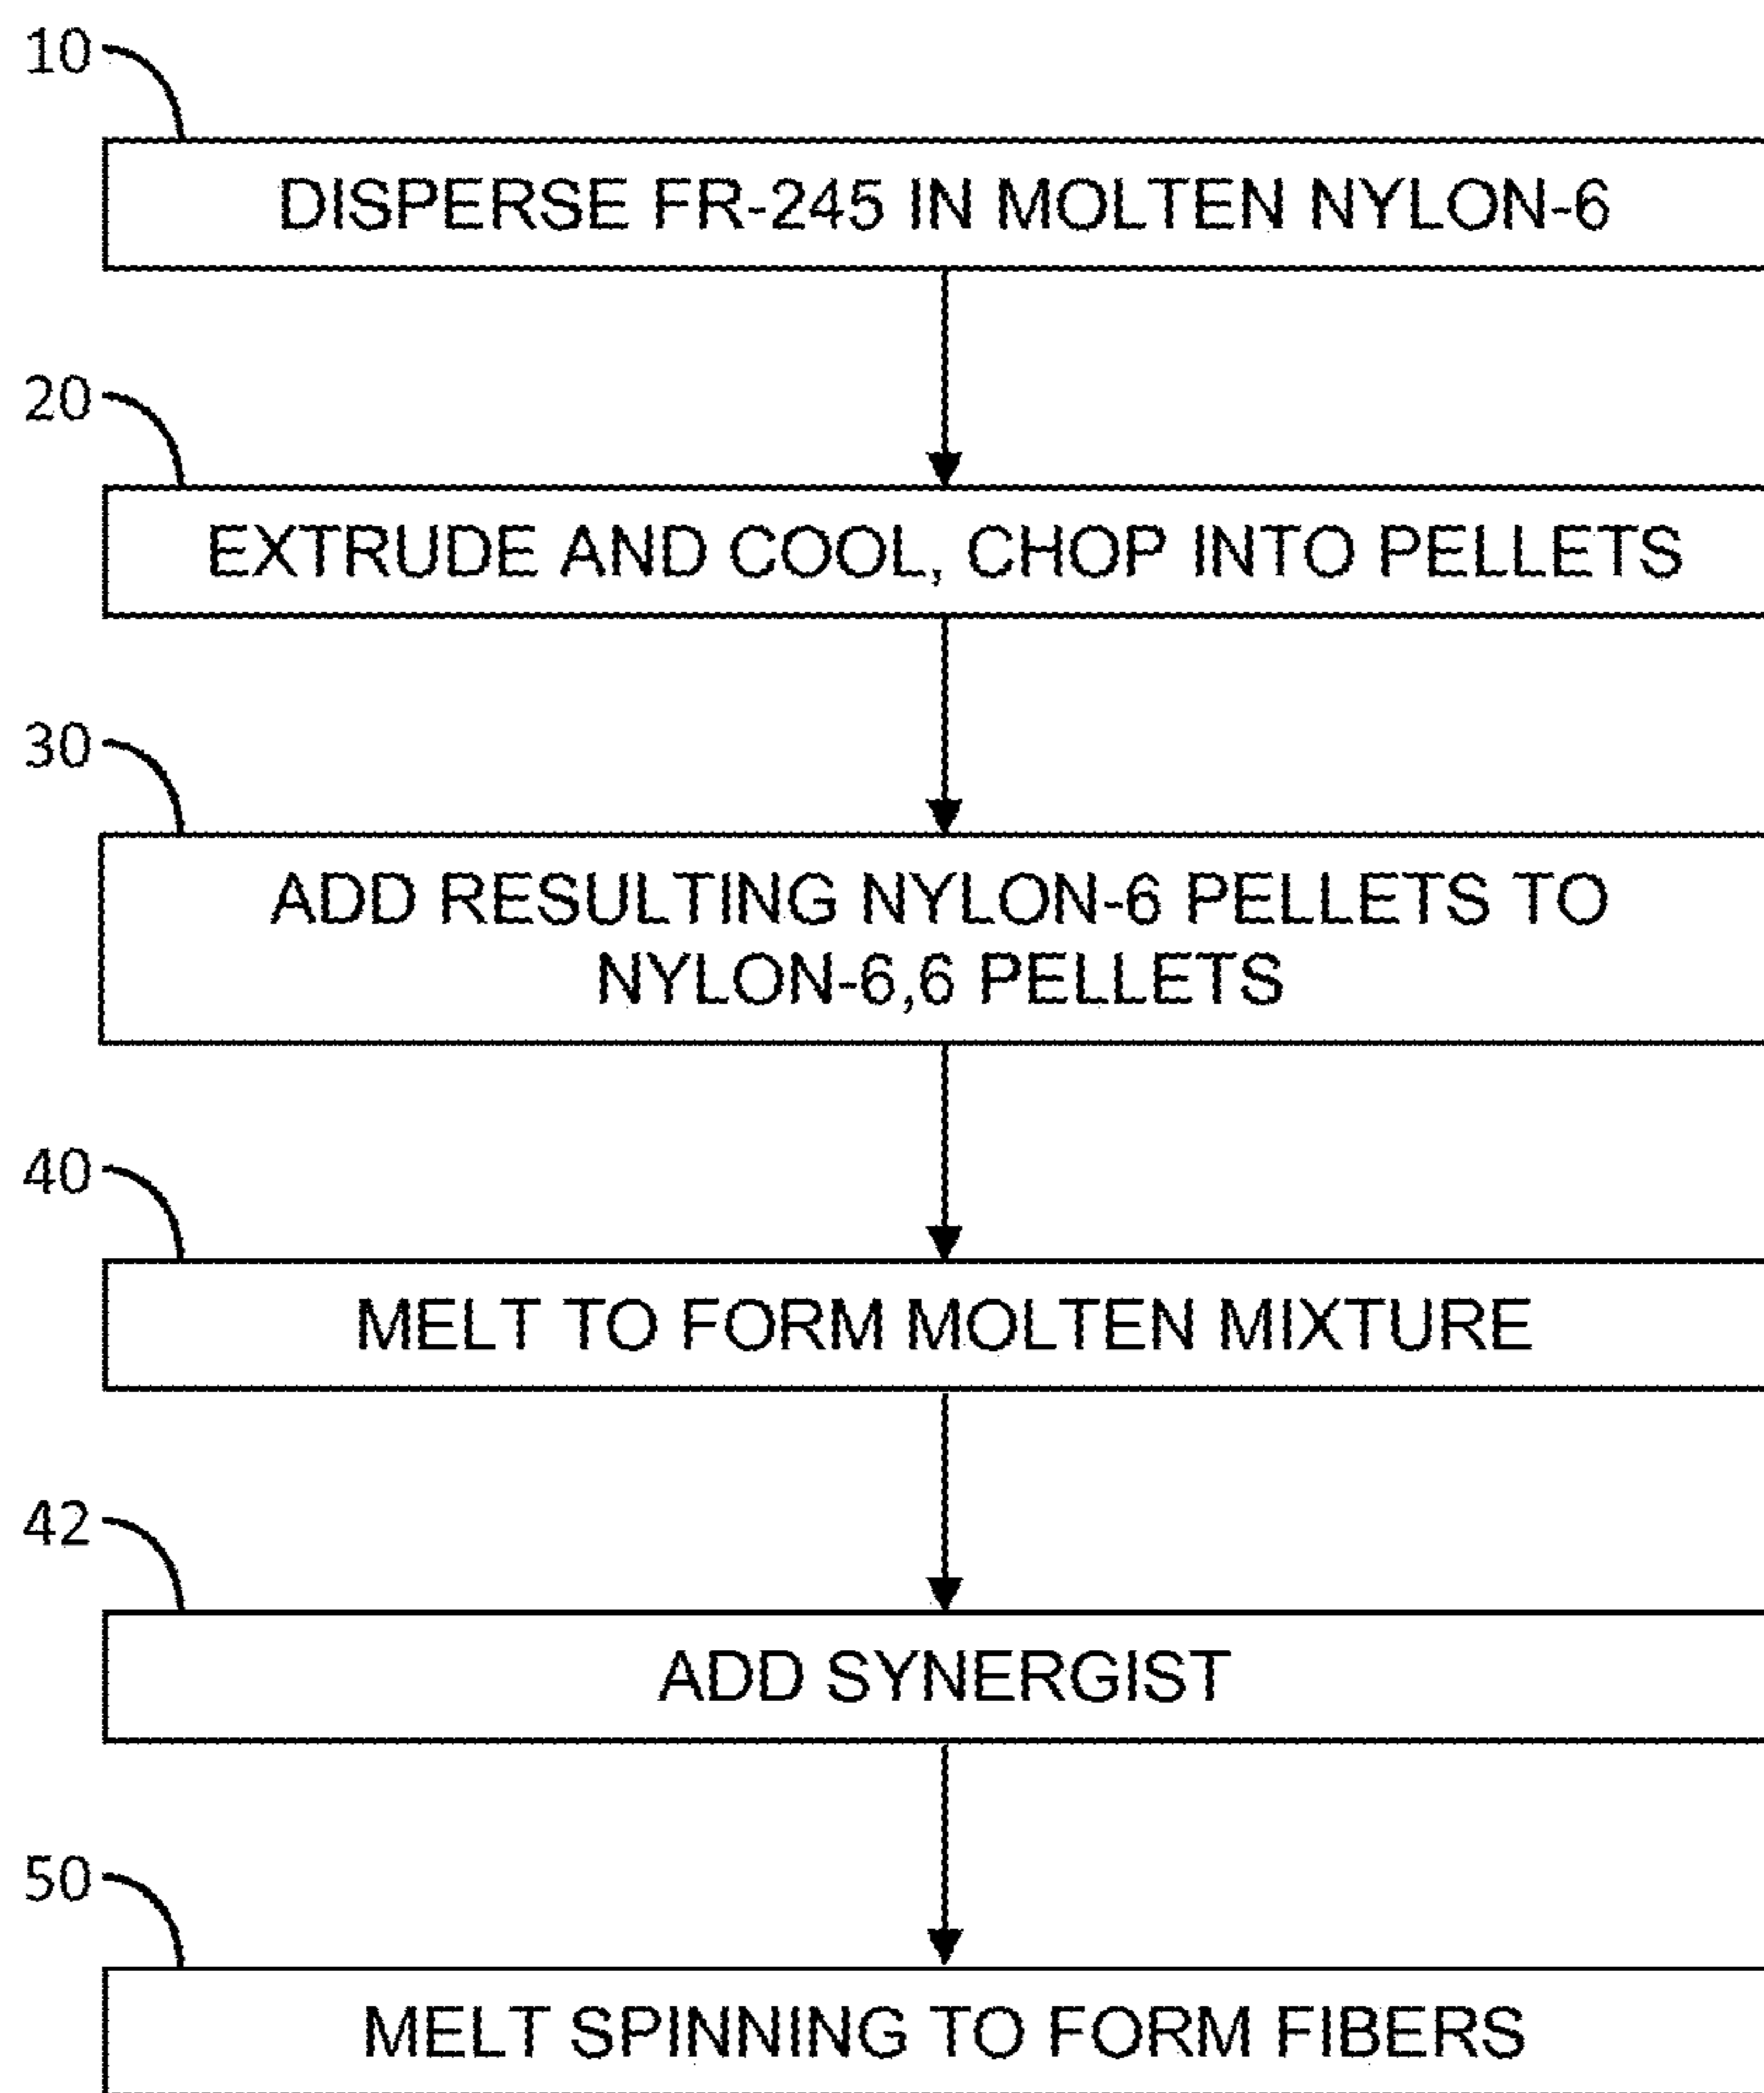 10
DISPERSE FR-245 IN MOLTEN NYLON-6
20
EXTRUDE AND COOL, CHOP INTO PELLETS
30
ADD RESULTING NYLON-6 PELLETS TO
NYLON-6,6 PELLETS
40
MELT TO FORM MOLTEN MIXTURE
42
ADD SYNERGIST
50
MELT SPINNING TO FORM FIBERS